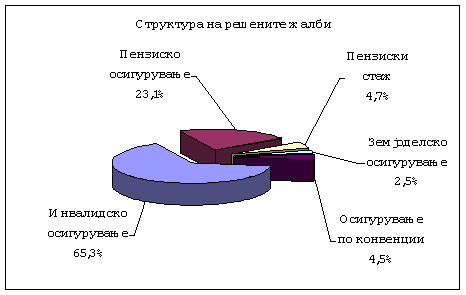 Структура на решените жалби
Пензиско
осигурување
23,1%
Пензиски
стаж
4,7%
Земјоделско
осигурување
2,5%
Осигурување
по конвенции
4,5%
Инвалидско
осигурување
65,3%